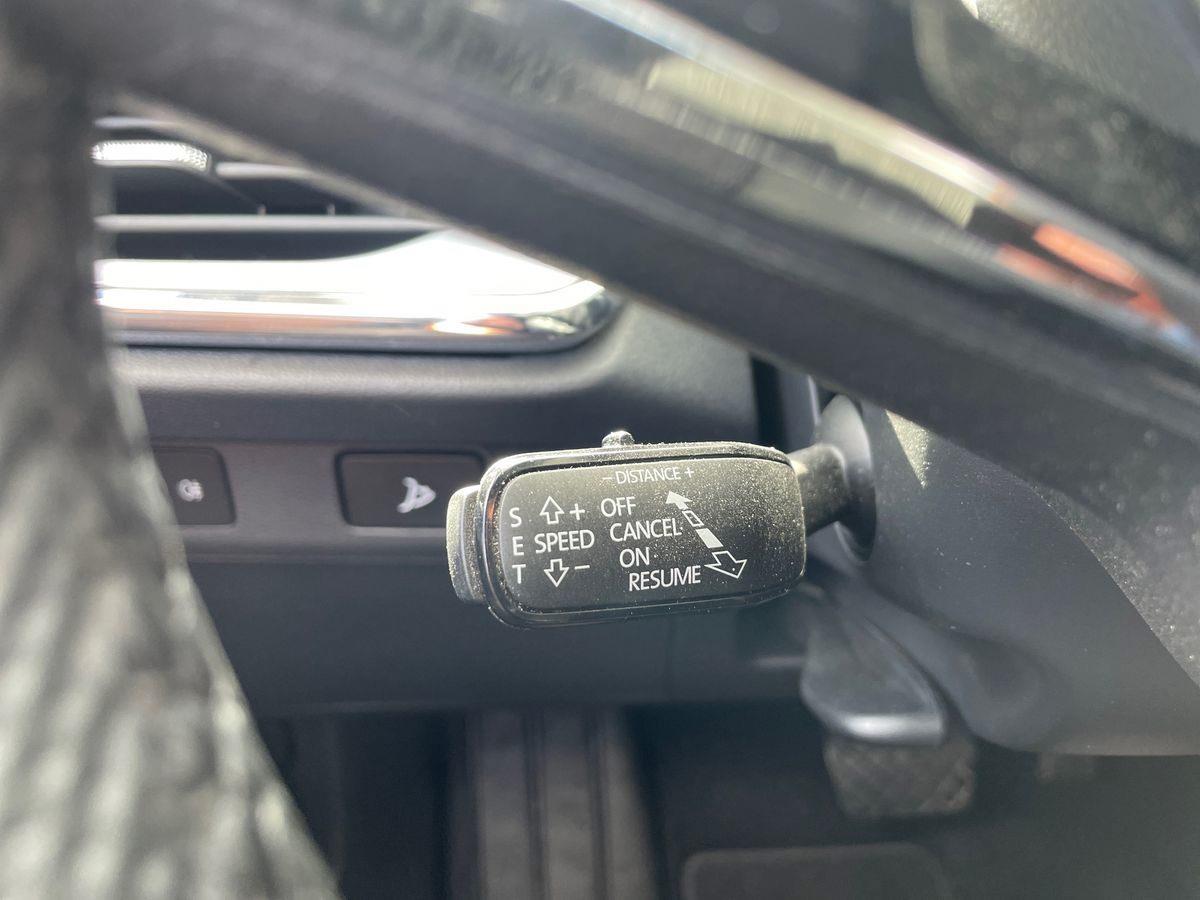 − DISTANCE +
S + OFF
E SPEED CANCEL
T − ON
RESUME